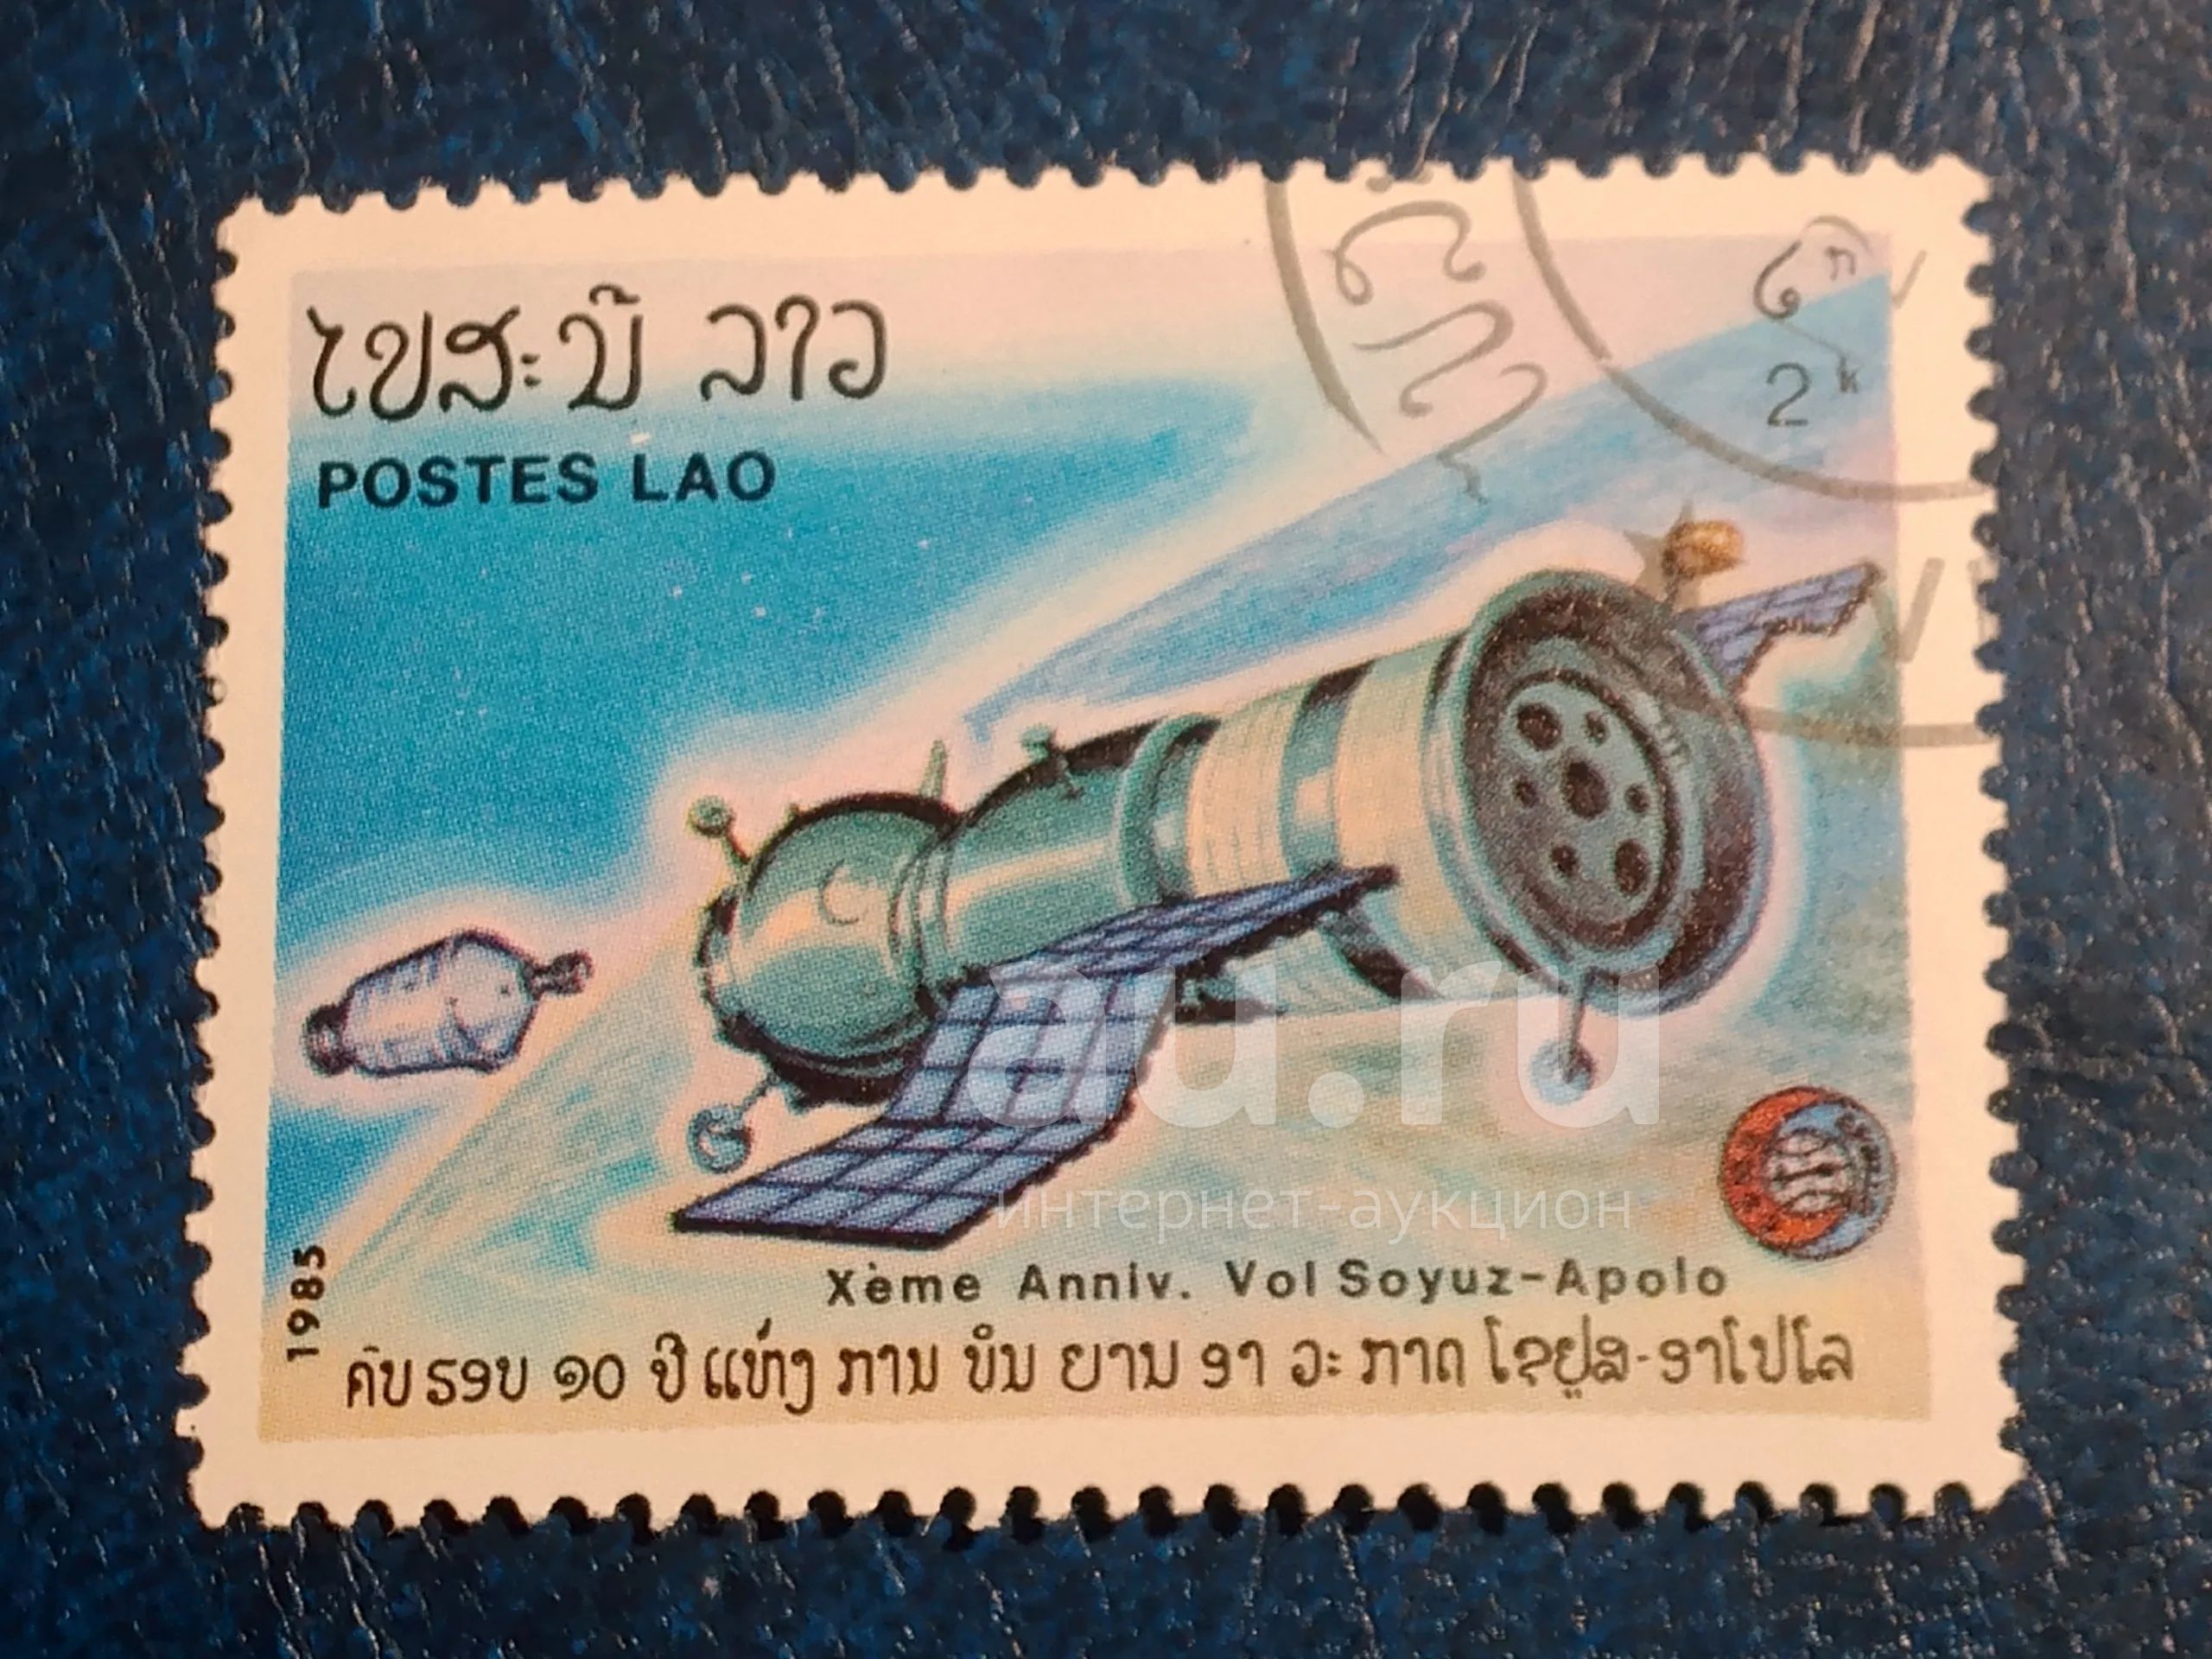 ໄປສະນີ ລາວ
POSTES LAO
2k
au.ru
интернет-аукцион
1985
Xème Anniv. Vol Soyuz-Apolo
ຄົບຮອບ ໑໐ ປີ ແຫ່ງ ການ ບິນ ຍານ ອາ ວະ ກາດ ໂຊຢູສ-ອາໂປໂລ